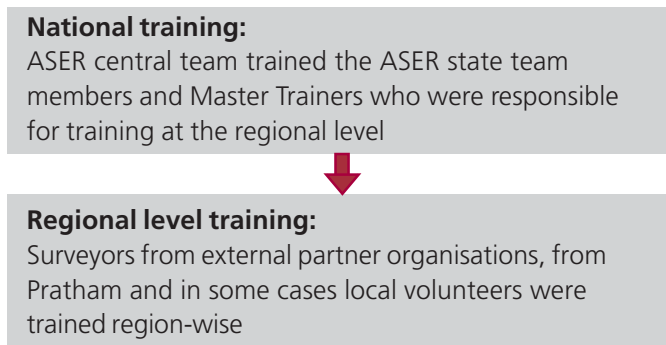 National training:
ASER central team trained the ASER state team
members and Master Trainers who were responsible
for training at the regional level
Regional level training:
Surveyors from external partner organisations, from
Pratham and in some cases local volunteers were
trained region-wise